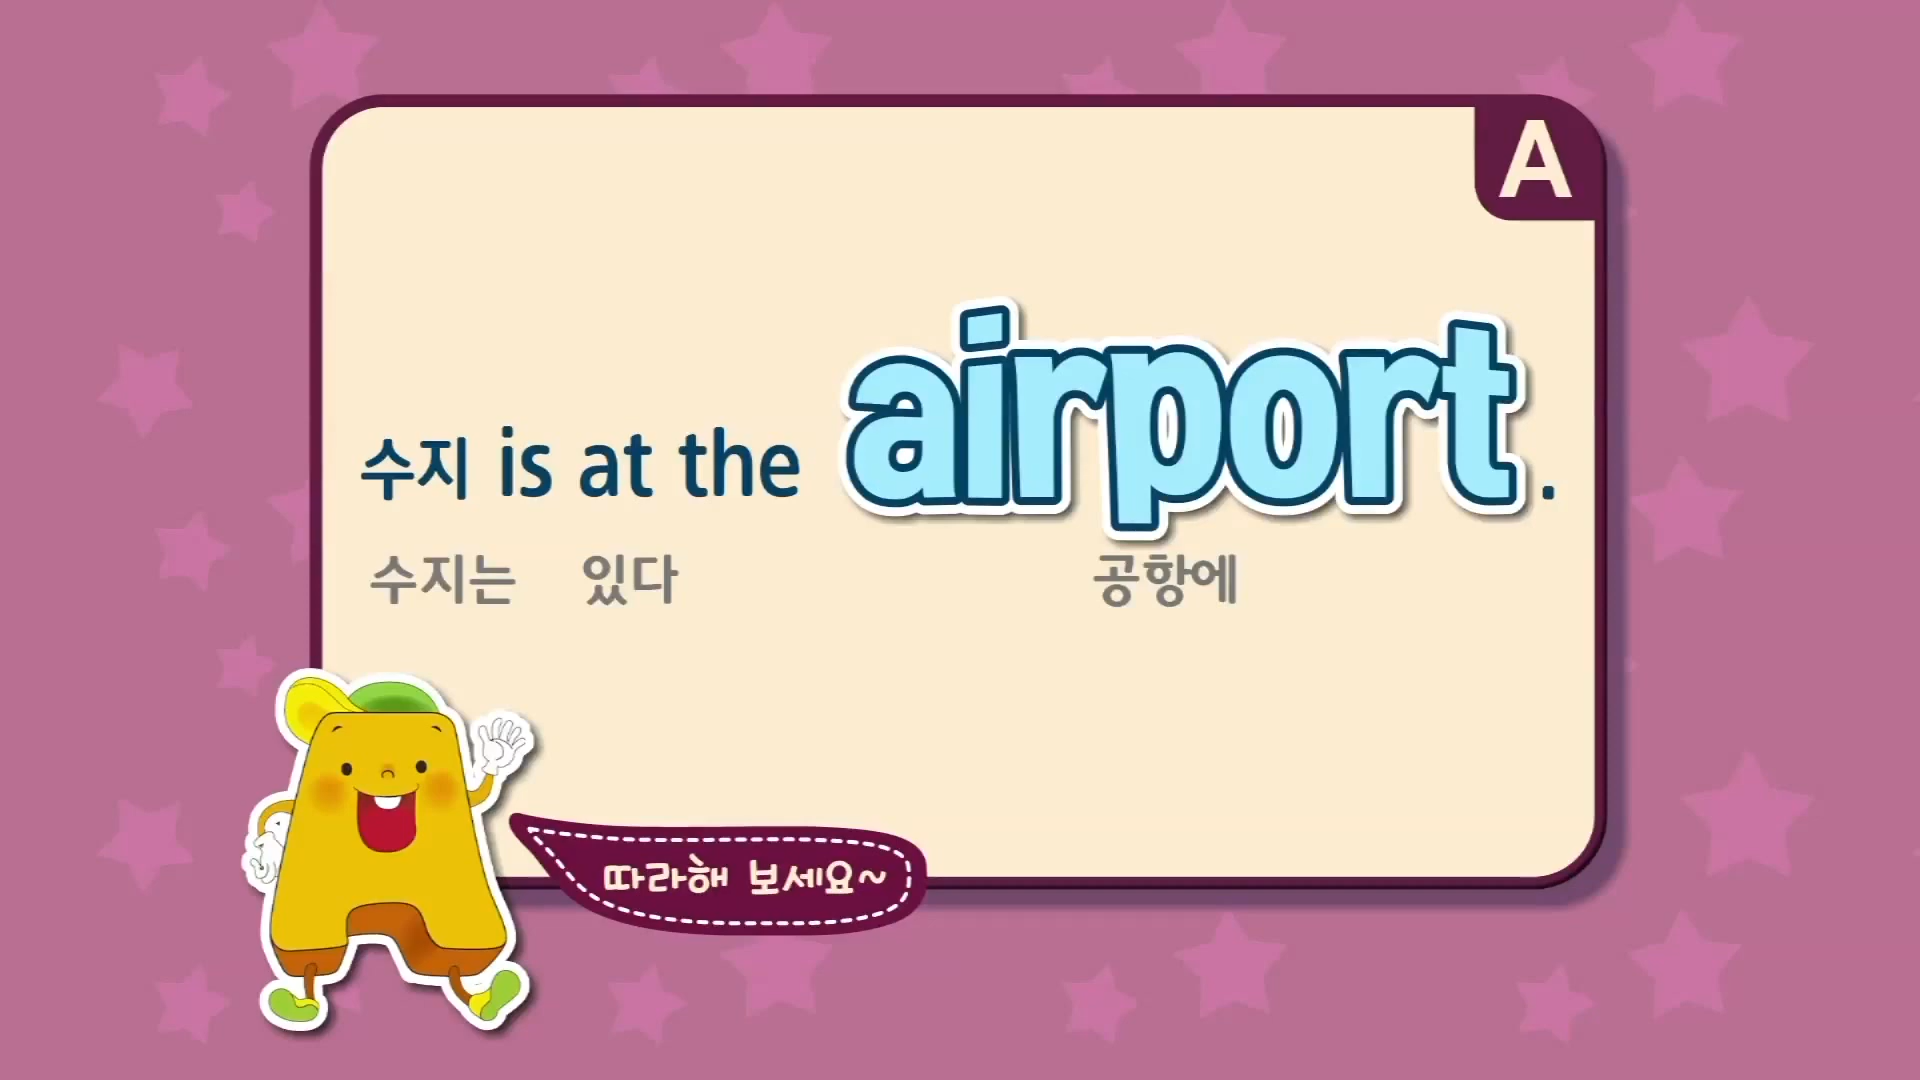 A
수지 is at the airport.
수지는 있다 공항에
따라해 보세요~